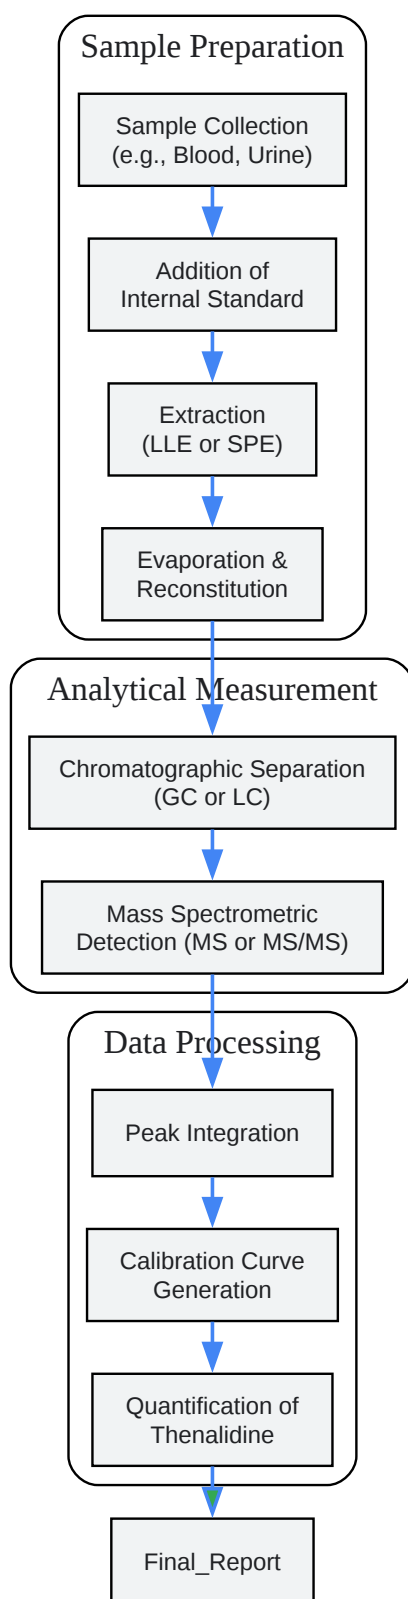 Sample Preparation
Sample Collection
(e.g., Blood, Urine)
Addition of
Internal Standard
Extraction
(LLE or SPE)
Evaporation &
Reconstitution
Analytical Measurement
Chromatographic Separation
(GC or LC)
Mass Spectrometric
Detection (MS or MS/MS)
Data Processing
Peak Integration
Calibration Curve
Generation
Quantification of
Thenalidine
Final_Report